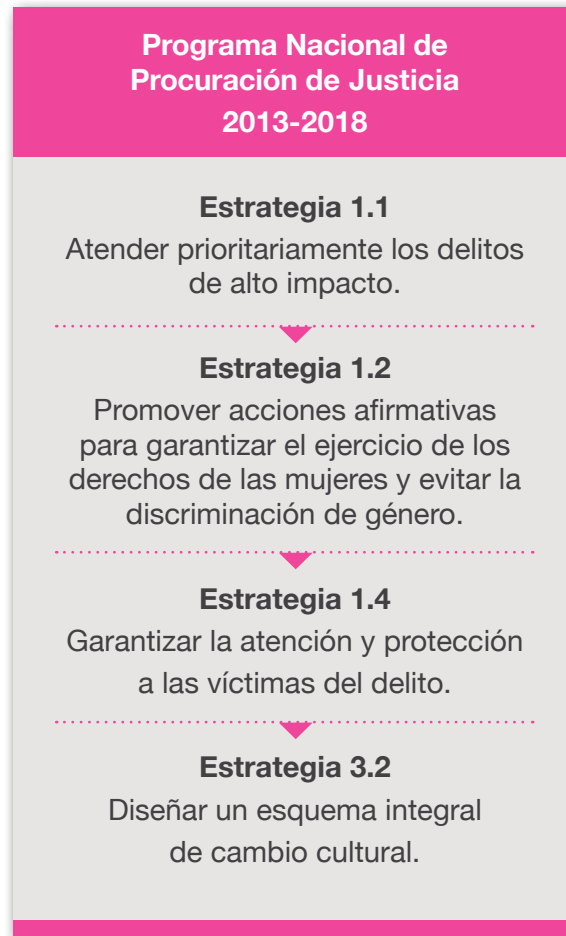 Programa Nacional de
Procuración de Justicia
2013-2018
Estrategia 1.1
Atender prioritariamente los delitos
de alto impacto.
Estrategia 1.2
Promover acciones afirmativas
para garantizar el ejercicio de los
derechos de las mujeres y evitar la
discriminación de género.
Estrategia 1.4
Garantizar la atención y protección
a las víctimas del delito.
Estrategia 3.2
Diseñar un esquema integral
de cambio cultural.